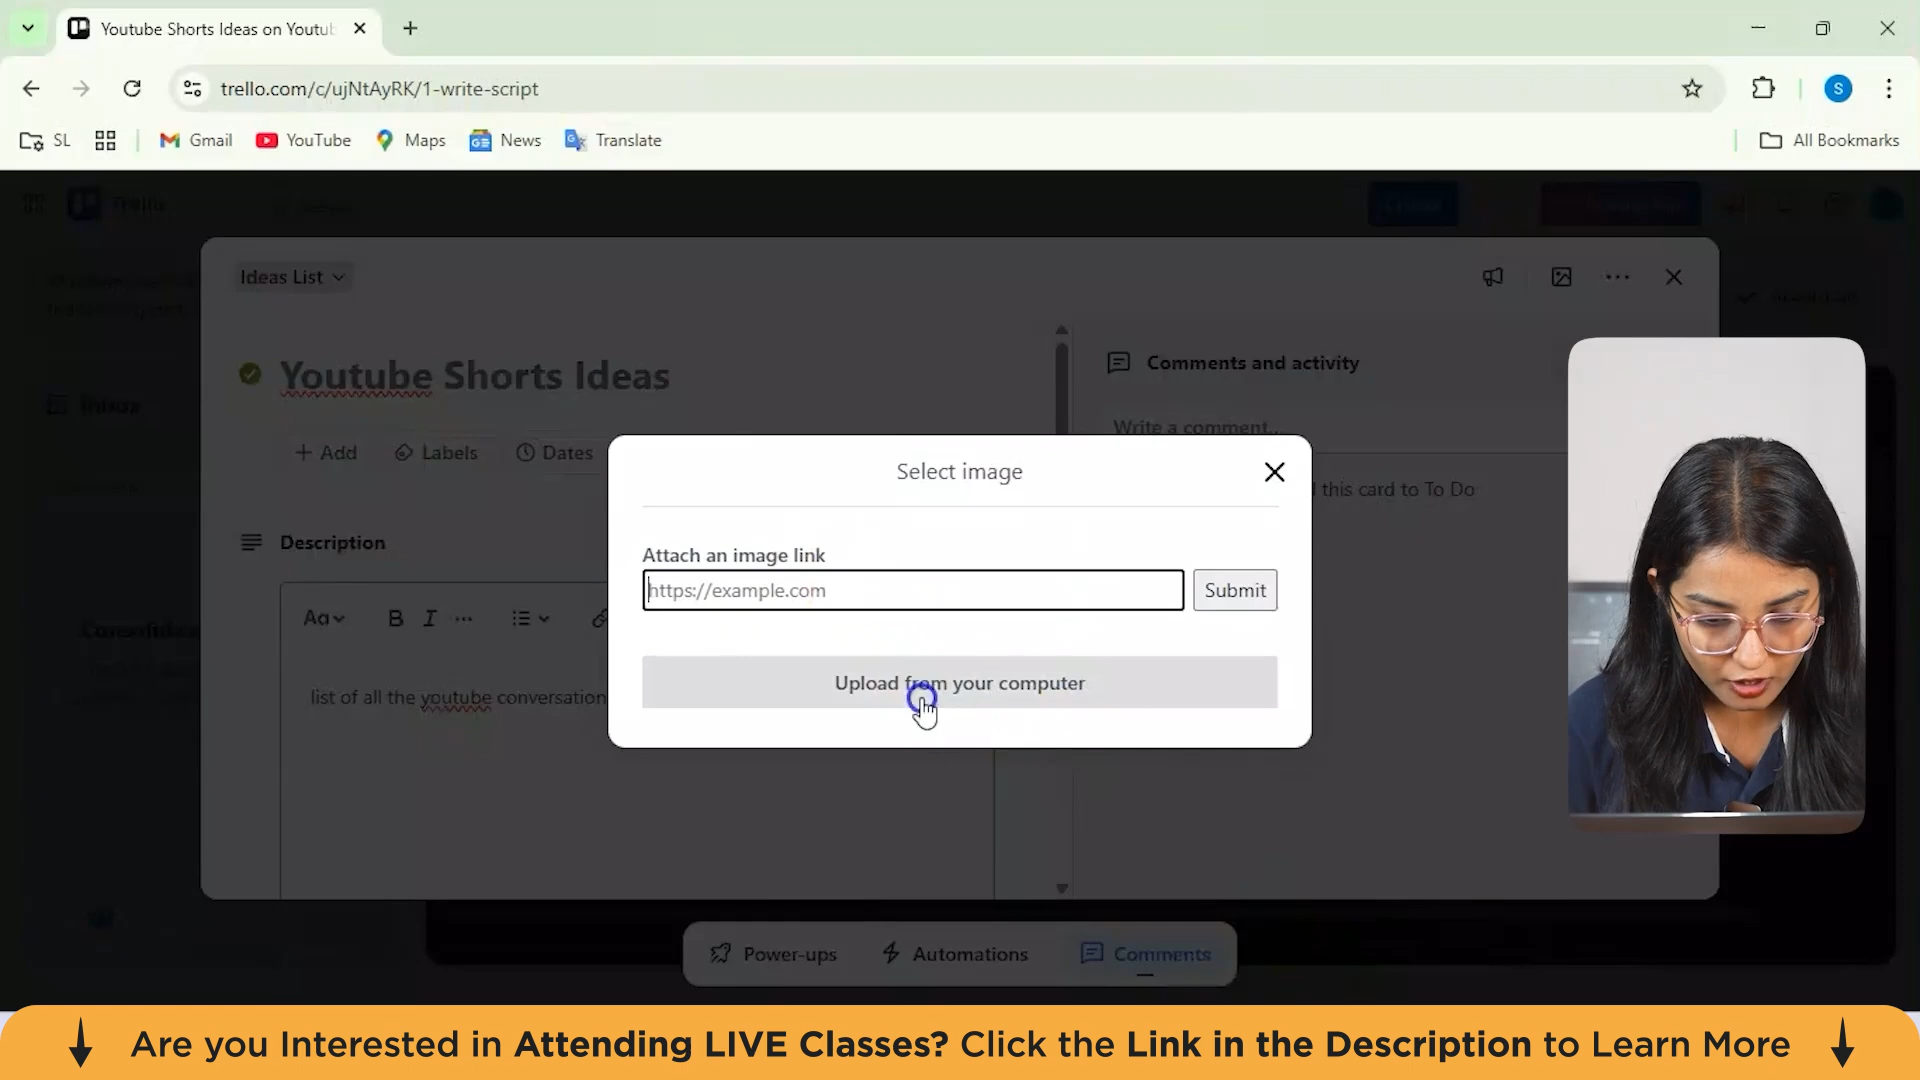 Youtube Shorts Ideas on Youtub
trello.com/c/ujNtAyRK/1-write-script
S
SL
Gmail
YouTube
Maps
News
Translate
All Bookmarks
Trello
Ideas List
Youtube Shorts Ideas
Comments and activity
Write a comment...
Add
Labels
Dates
this card to To Do
Select image
Attach an image link
https://example.com
Submit
Upload from your computer
Description
Aa
B
I
list of all the youtube conversation
Power-ups
Automations
Comments
Are you Interested in Attending LIVE Classes? Click the Link in the Description to Learn More